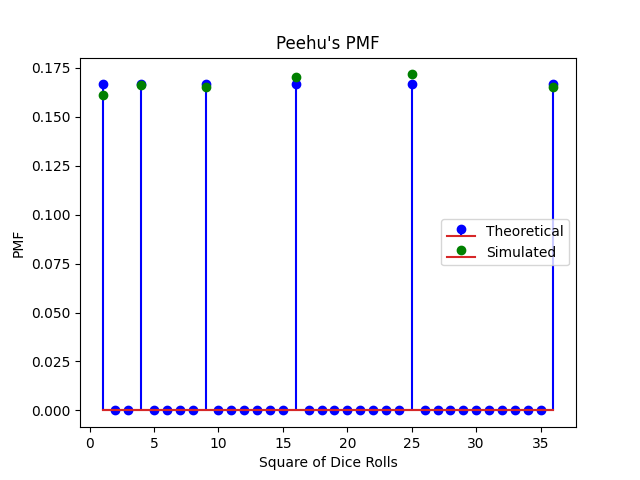 Peehu's PMF
0.175
0.150
0.125
0.100
0.075
0.050
0.025
0.000
PMF
Theoretical
Simulated
0 5 10 15 20 25 30 35
Square of Dice Rolls